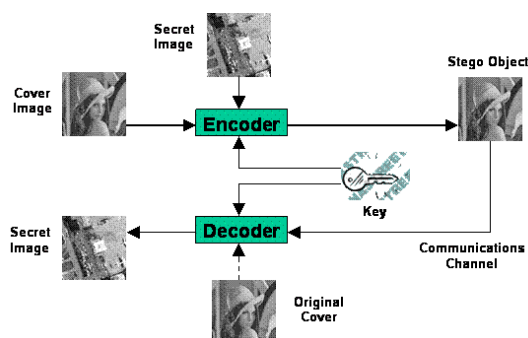 Secret
Image
Stego Object
Cover
Image
Encoder
Key
Decoder
Secret
Image
Communications
Channel
Original
Cover